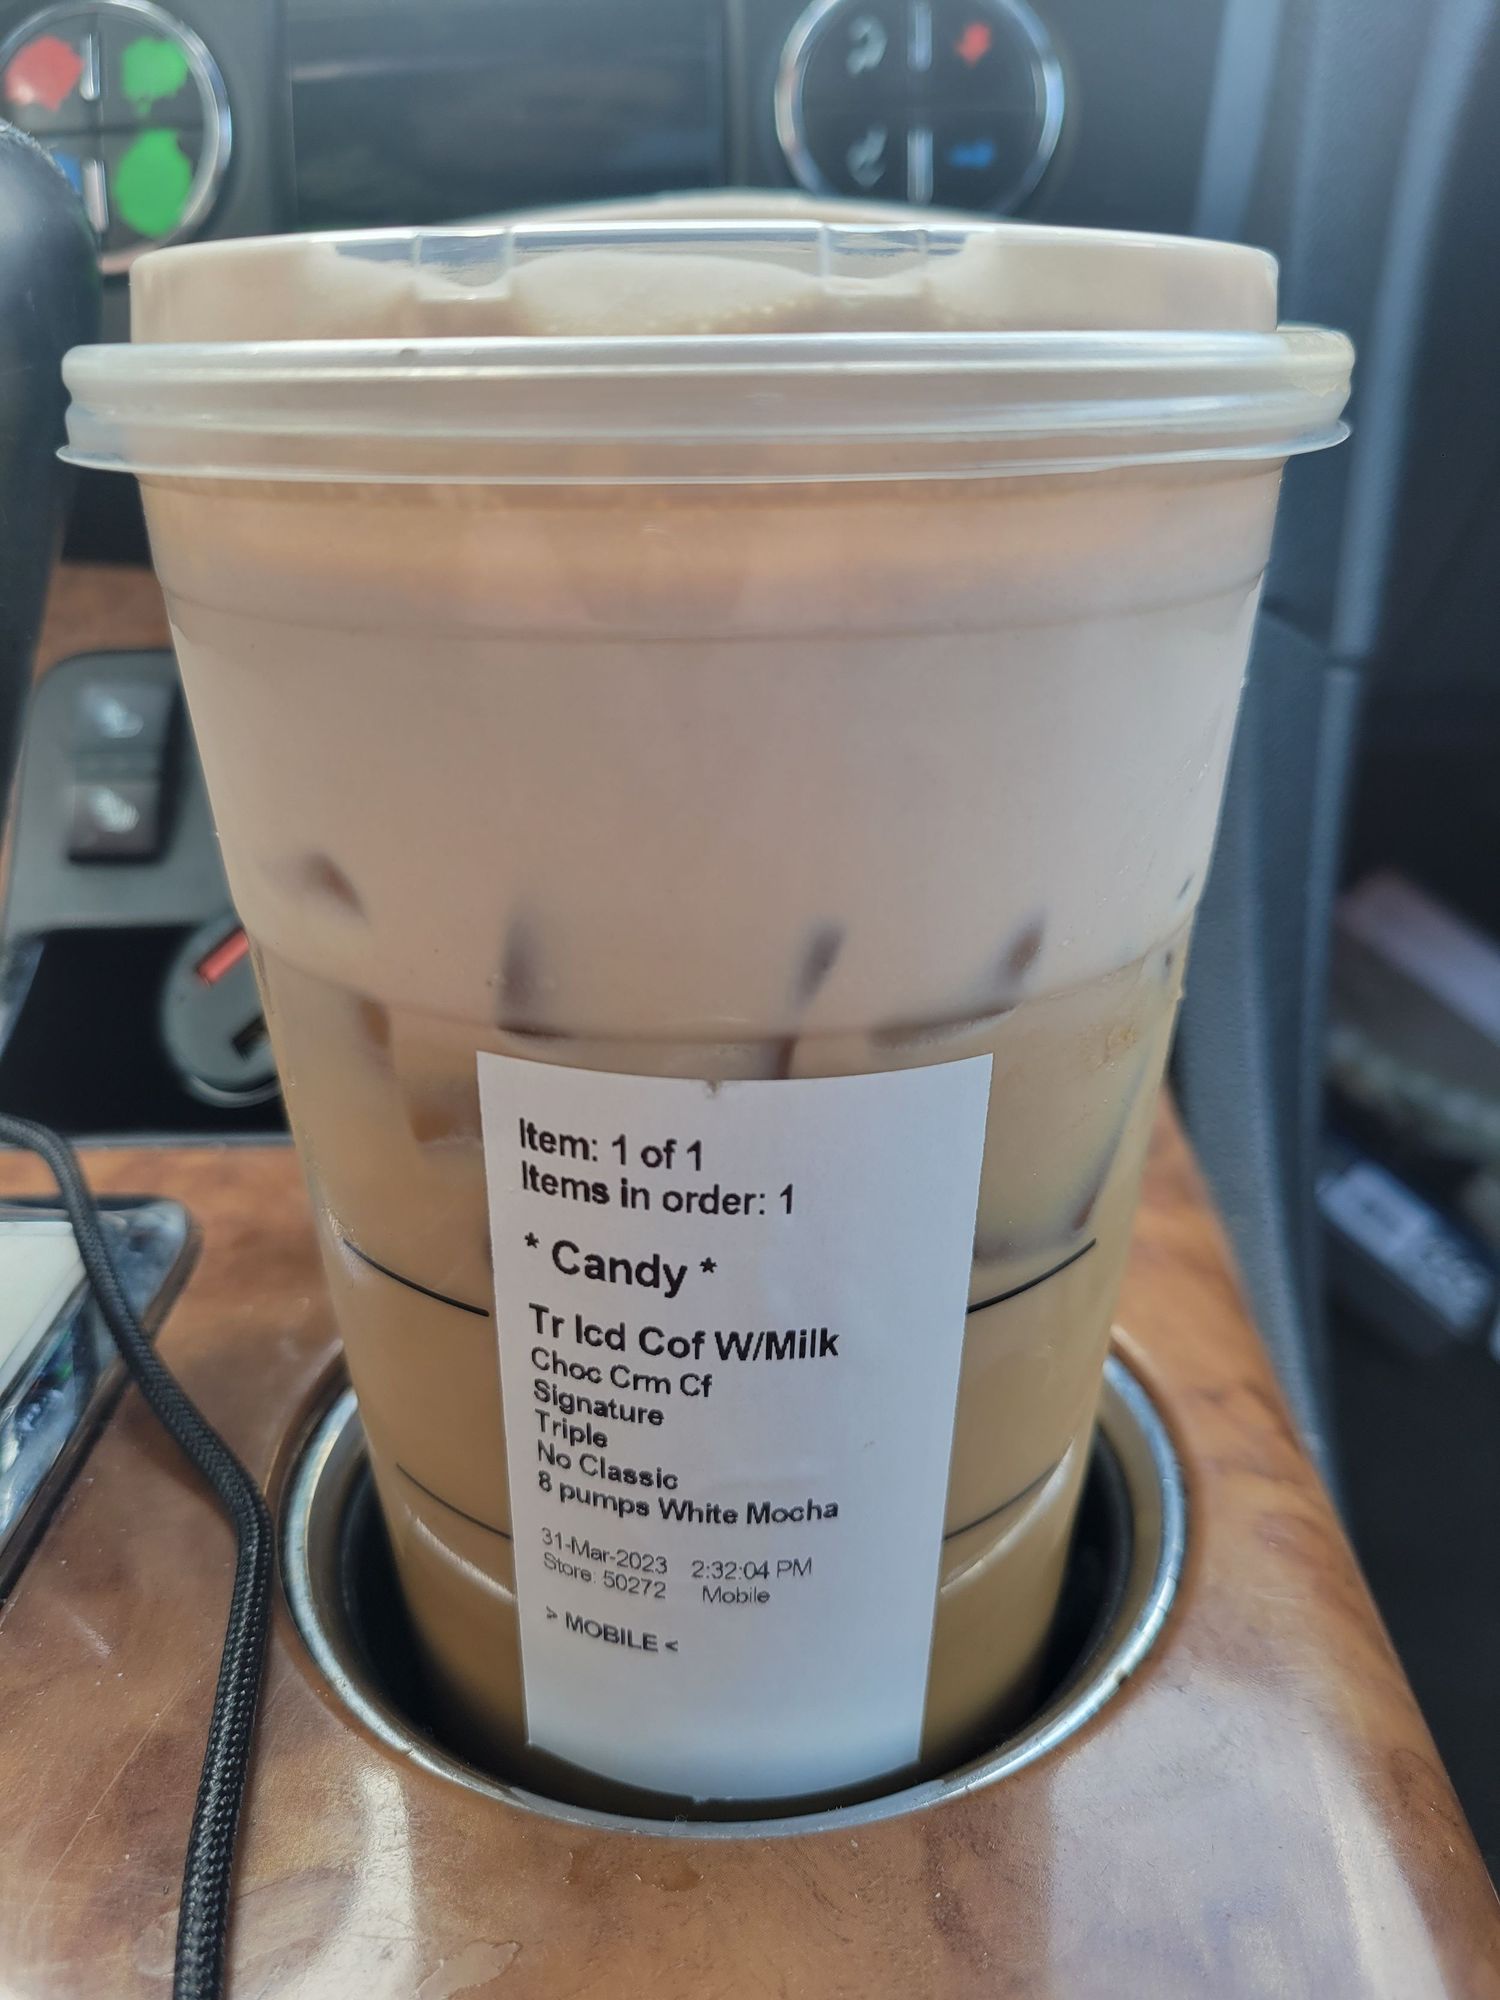 Item: 1 of 1
Items in order: 1
* Candy *
Tr Icd Cof W/Milk
Choc Crm Cf
Signature
Triple
No Classic
8 pumps White Mocha
31-Mar-2023 2:32:04 PM
Store: 50272 Mobile
> MOBILE <